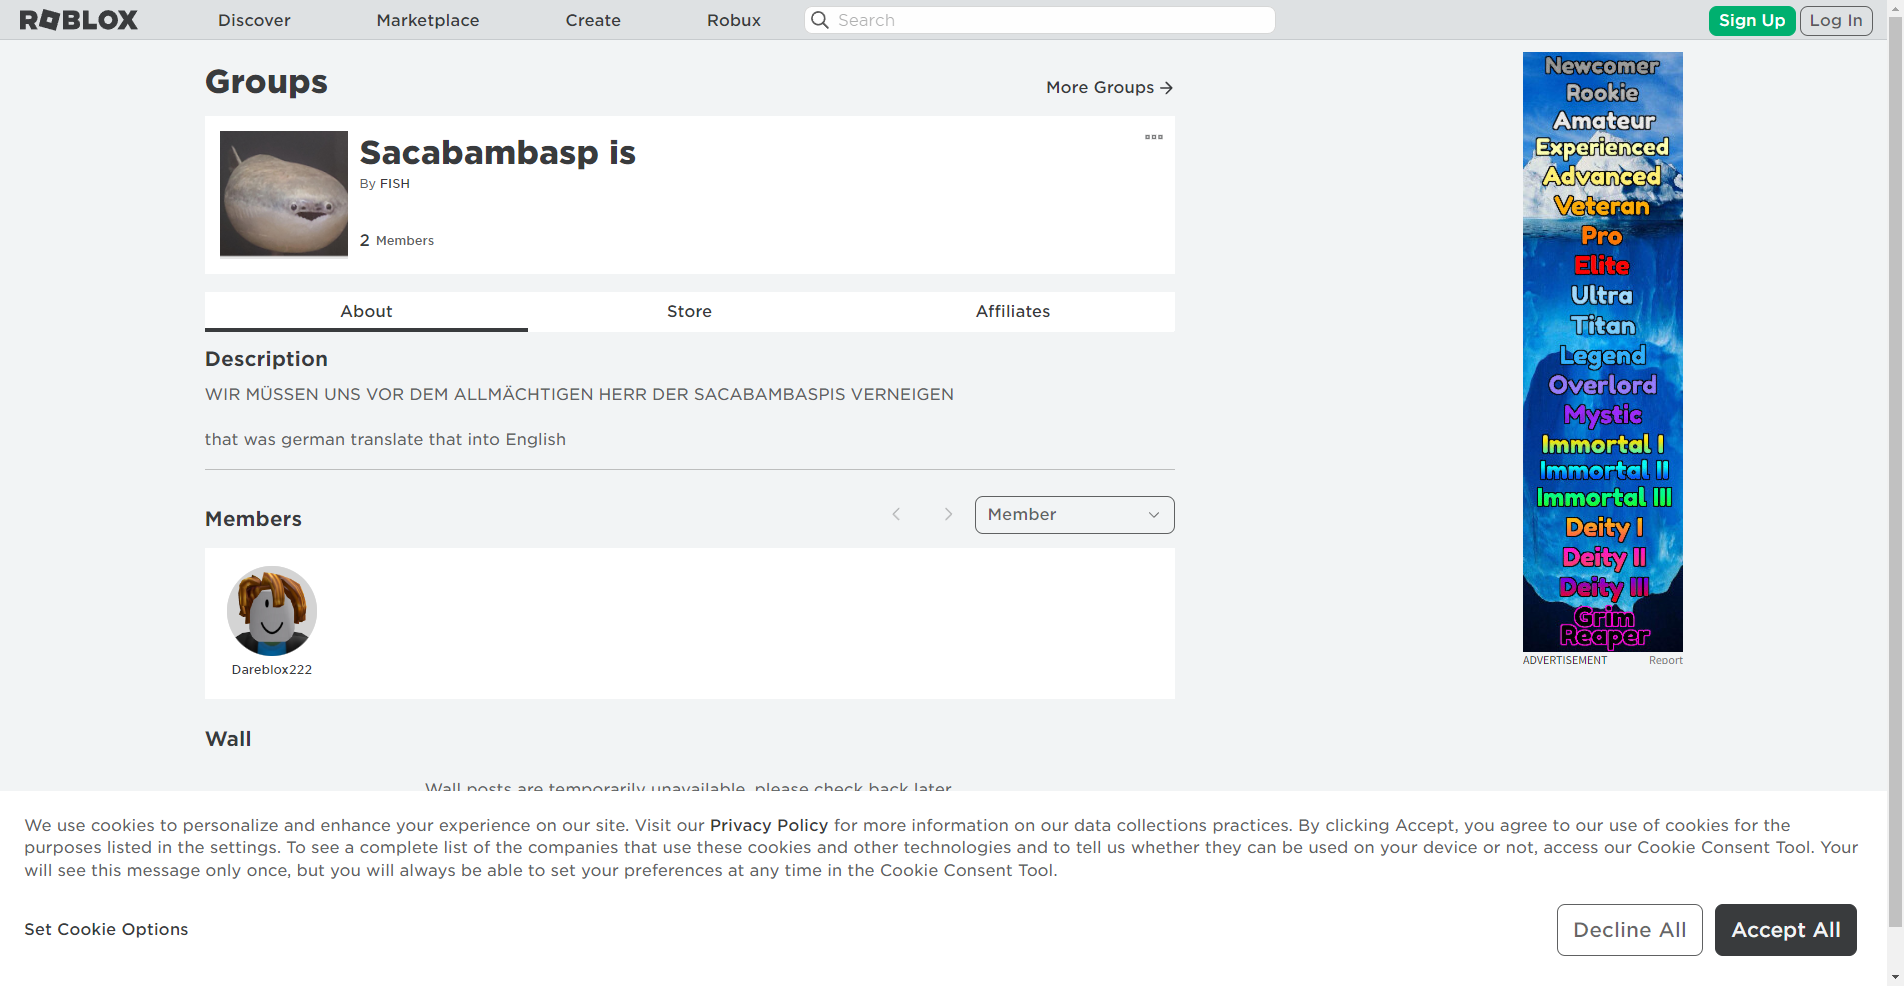 ROBLOX
Discover
Marketplace
Create
Robux
Search
Sign Up
Log In
Groups
More Groups →
Sacabambasp is
By FISH
2 Members
About
Store
Affiliates
Description
WIR MÜSSEN UNS VOR DEM ALLMÄCHTIGEN HERR DER SACABAMBASPIS VERNEIGEN
that was german translate that into English
Members
Member
Dareblox222
Wall
Wall posts are temporarily unavailable, please check back later
Newcomer
Rookie
Amateur
Experienced
Advanced
Veteran
Pro
Elite
Ultra
Titan
Legend
Overlord
Mystic
Immortal I
Immortal II
Immortal III
Deity I
Deity II
Deity III
Grim
Reaper
ADVERTISEMENT
Report
We use cookies to personalize and enhance your experience on our site. Visit our Privacy Policy for more information on our data collections practices. By clicking Accept, you agree to our use of cookies for the
purposes listed in the settings. To see a complete list of the companies that use these cookies and other technologies and to tell us whether they can be used on your device or not, access our Cookie Consent Tool. Your
will see this message only once, but you will always be able to set your preferences at any time in the Cookie Consent Tool.
Set Cookie Options
Decline All
Accept All